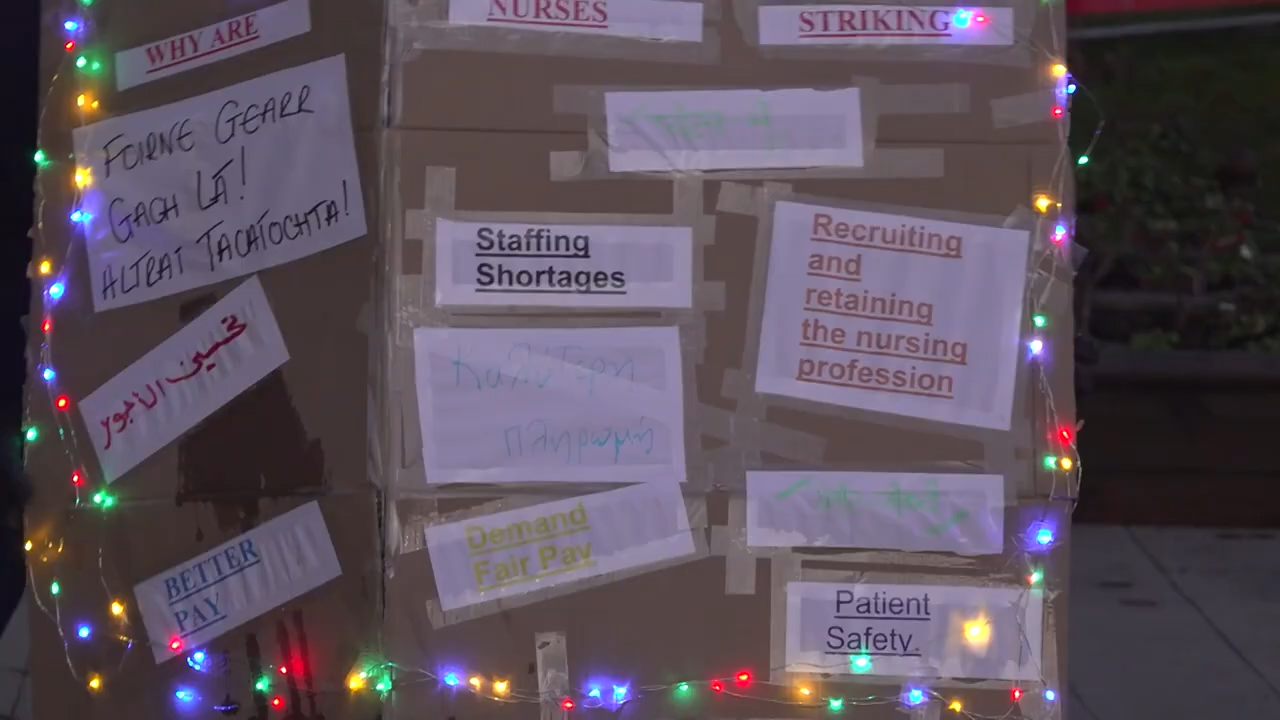 WHY ARE
NURSES
STRIKING
FOIRNE GEARR
GACH LÁ!
ALTRAÍ TACAÍOCHTA!
Staffing
Shortages
Recruiting
and
retaining
the nursing
profession
تحسين الأجور
Καλύτερη
πληρωμή
Demand
Fair Pay
BETTER
PAY
Patient
Safety.